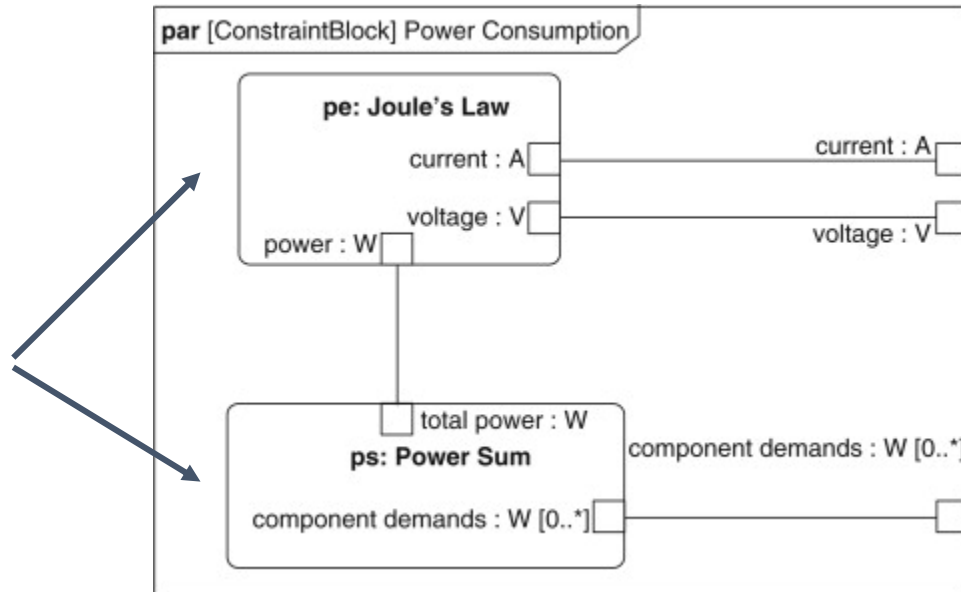 par [ConstraintBlock] Power Consumption
pe: Joule's Law
current : A
current : A
voltage : V
voltage : V
power : W
total power : W
ps: Power Sum
component demands : W [0..*]
component demands : W [0..*]